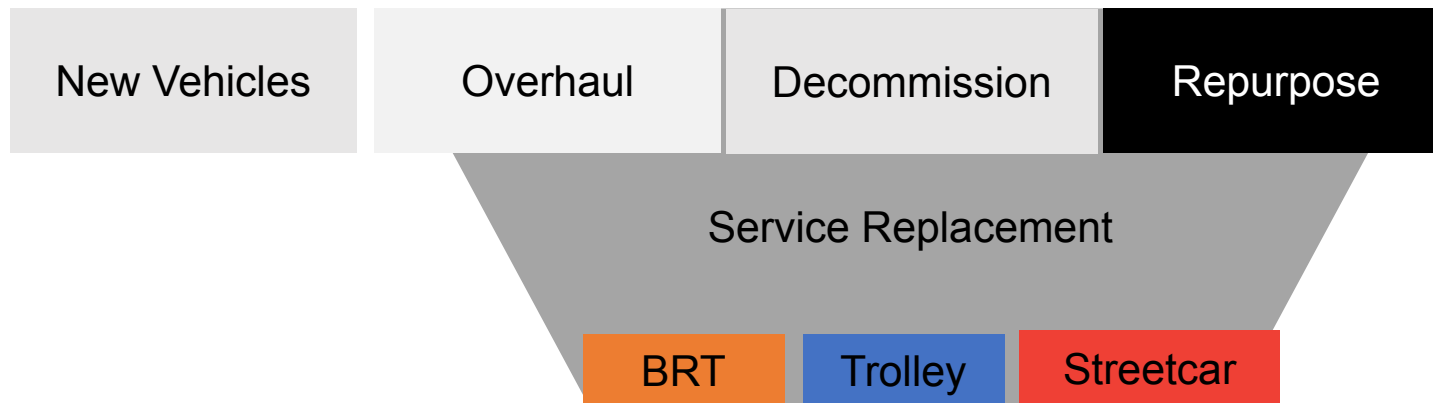 New Vehicles
Overhaul
Decommission
Repurpose
Service Replacement
BRT
Trolley
Streetcar